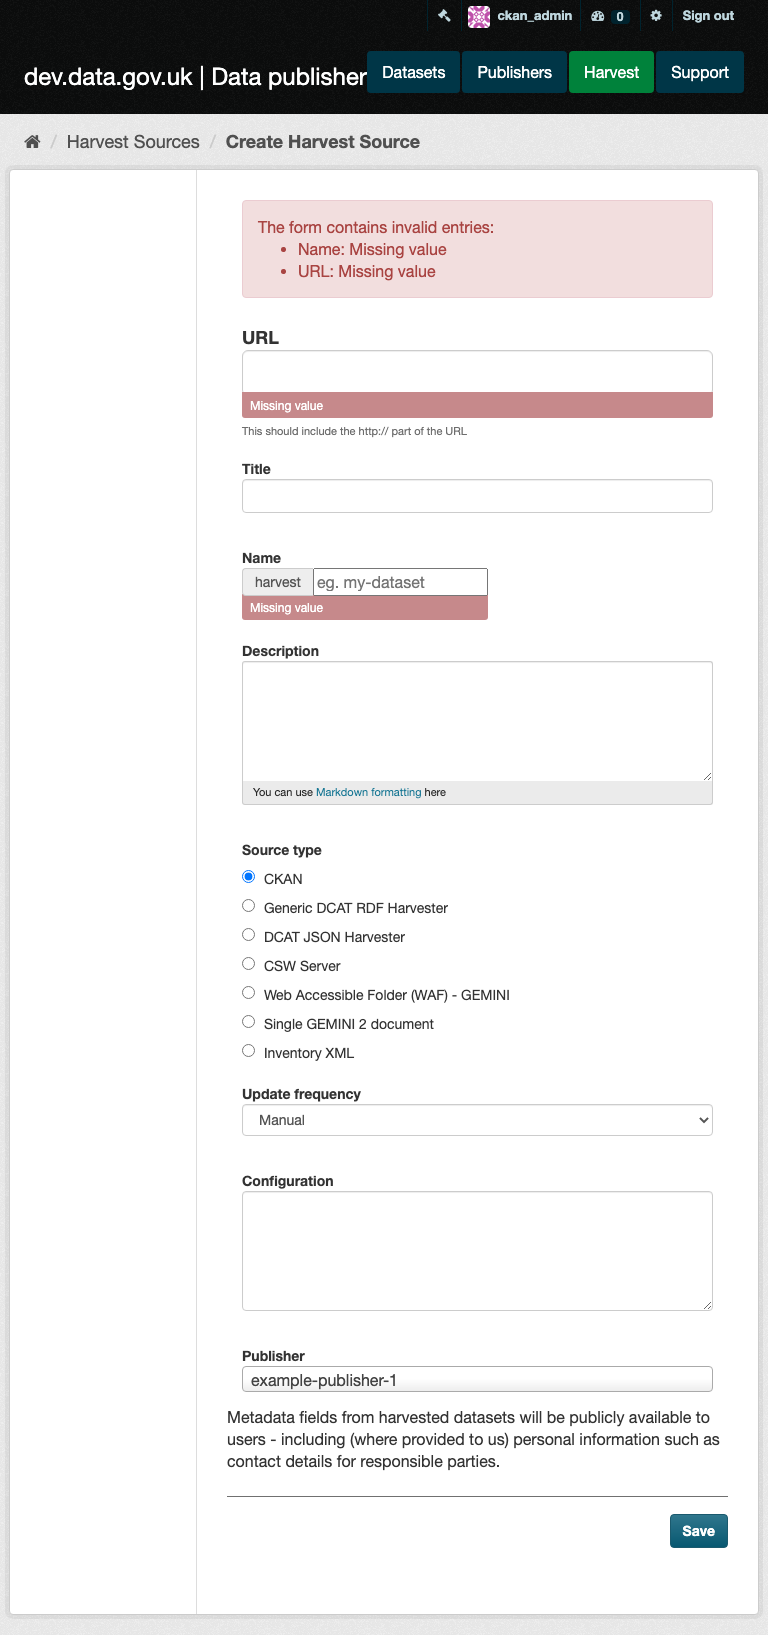 ckan_admin 0 Sign out
dev.data.gov.uk | Data publisher Datasets Publishers Harvest Support
/ Harvest Sources / Create Harvest Source
The form contains invalid entries:
• Name: Missing value
• URL: Missing value
URL
Missing value
This should include the http:// part of the URL
Title
Name
harvest eg. my-dataset
Missing value
Description
You can use Markdown formatting here
Source type
CKAN
Generic DCAT RDF Harvester
DCAT JSON Harvester
CSW Server
Web Accessible Folder (WAF) - GEMINI
Single GEMINI 2 document
Inventory XML
Update frequency
Manual
Configuration
Publisher
example-publisher-1
Metadata fields from harvested datasets will be publicly available to
users - including (where provided to us) personal information such as
contact details for responsible parties.
Save